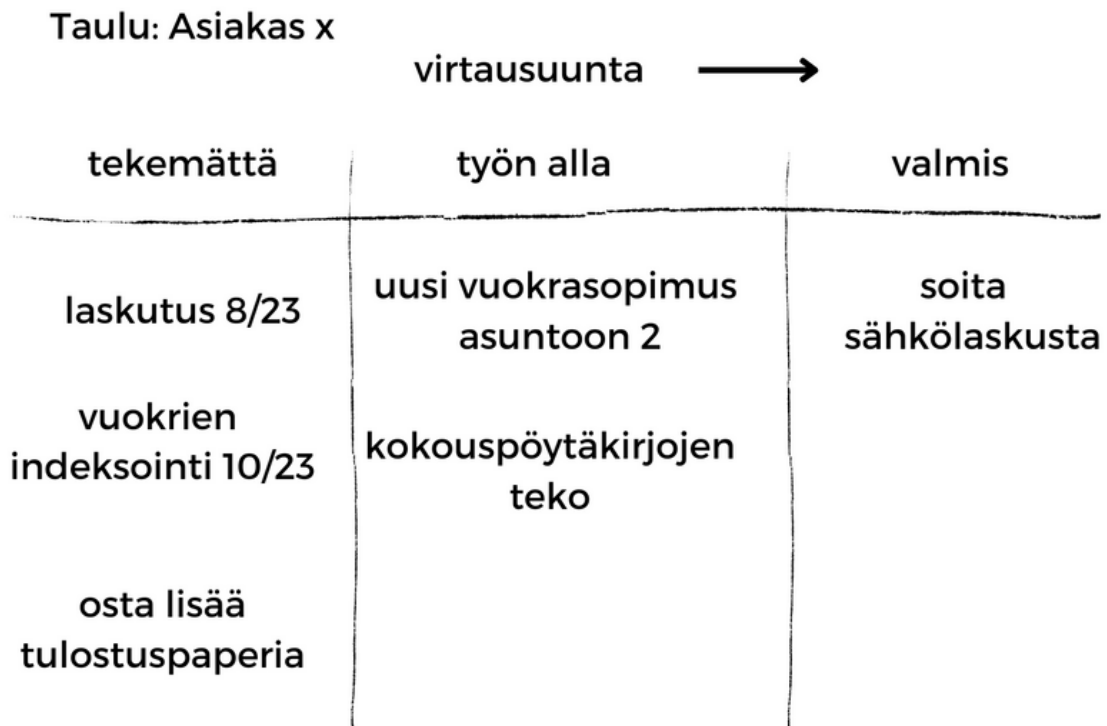 Taulu: Asiakas x
virtausuunta
tekemättä
työn alla
valmis
laskutus 8/23
vuokrien
indeksointi 10/23
osta lisää
tulostuspaperia
uusi vuokrasopimus
asuntoon 2
kokouspöytäkirjojen
teko
soita
sähkölaskusta